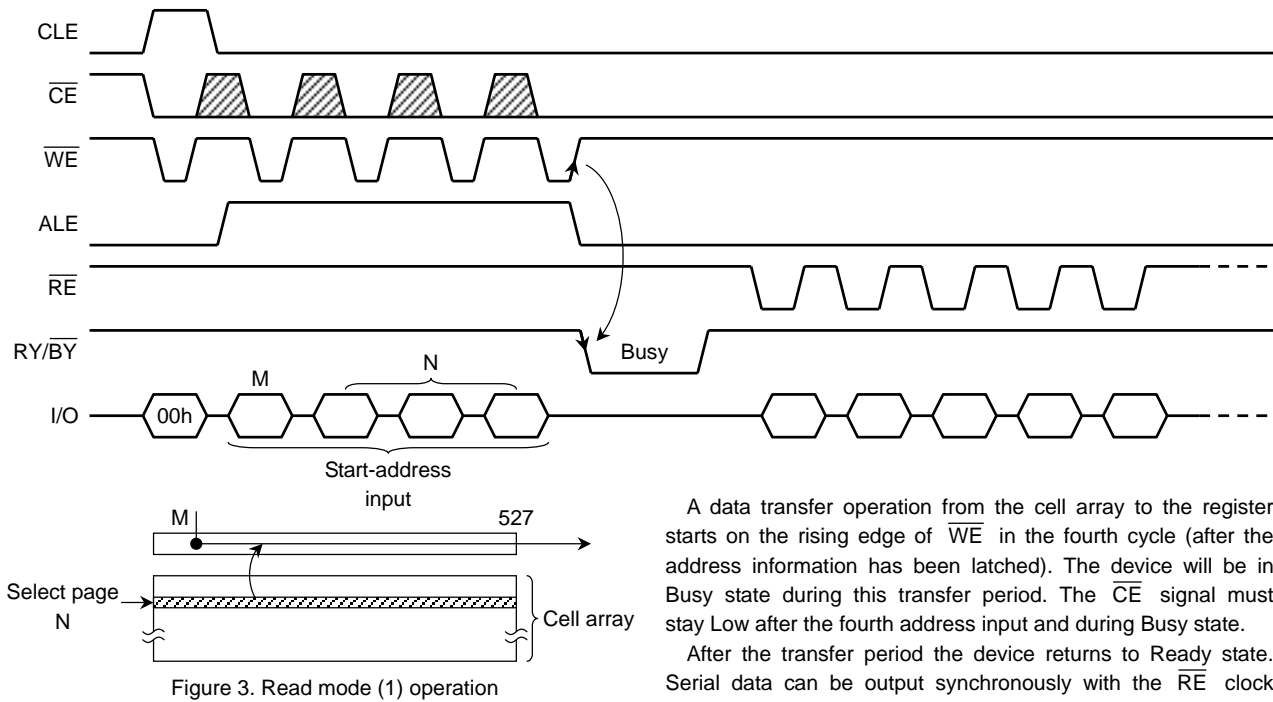 CLE
CE
WE
ALE
RE
RY/BY
Busy
I/O
00h
M
N
Start-address
input
M
527
Select page
N
Cell array
Figure 3. Read mode (1) operation
A data transfer operation from the cell array to the register
starts on the rising edge of WE in the fourth cycle (after the
address information has been latched). The device will be in
Busy state during this transfer period. The CE signal must
stay Low after the fourth address input and during Busy state.
After the transfer period the device returns to Ready state.
Serial data can be output synchronously with the RE clock